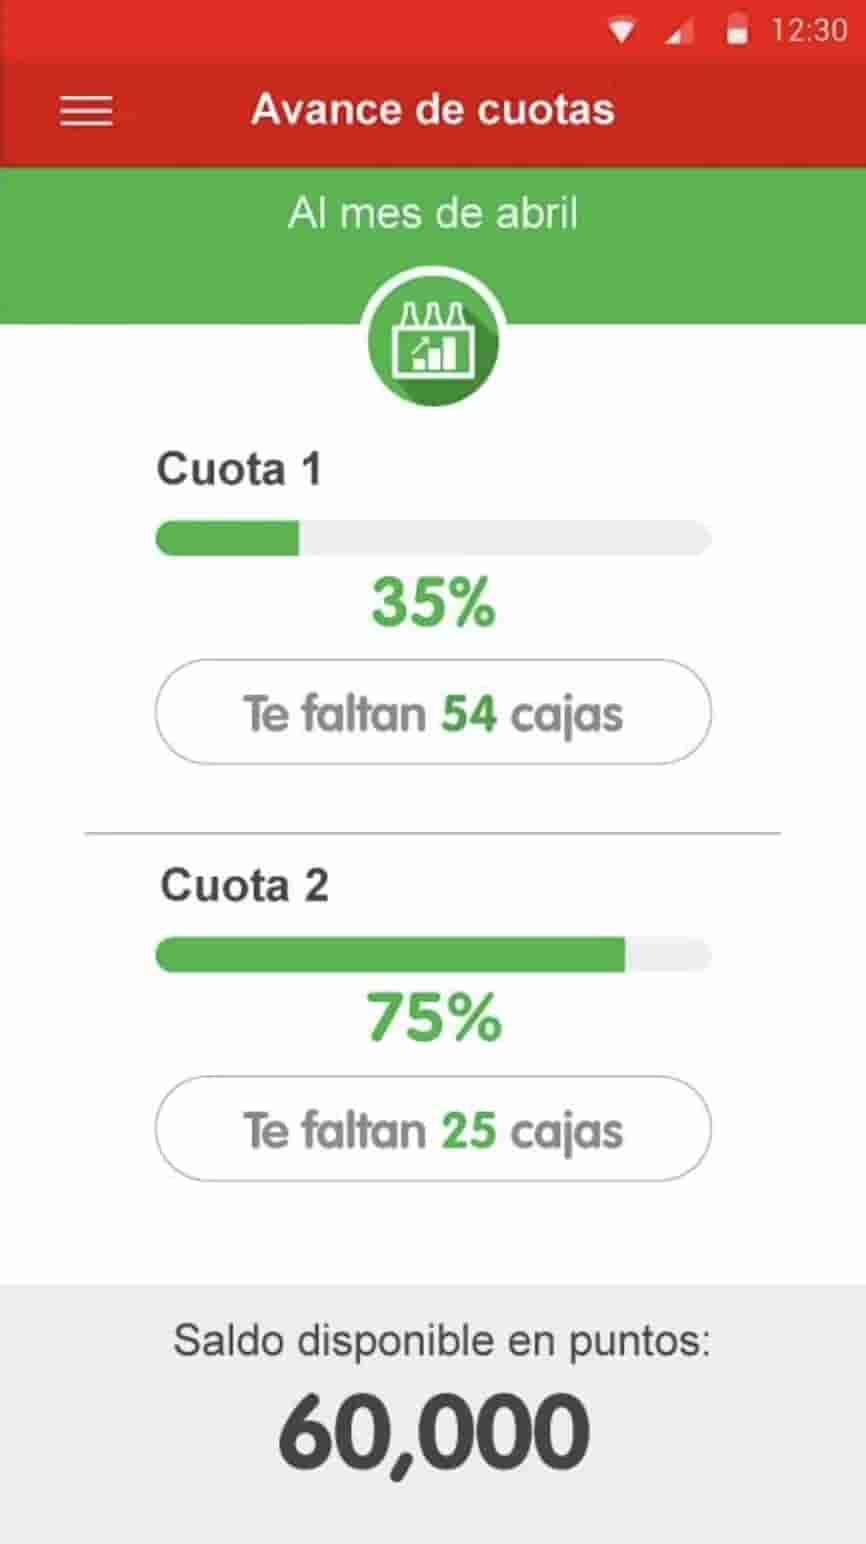 12:30
Avance de cuotas
Al mes de abril
Cuota 1
35%
Te faltan 54 cajas
Cuota 2
75%
Te faltan 25 cajas
Saldo disponible en puntos:
60,000